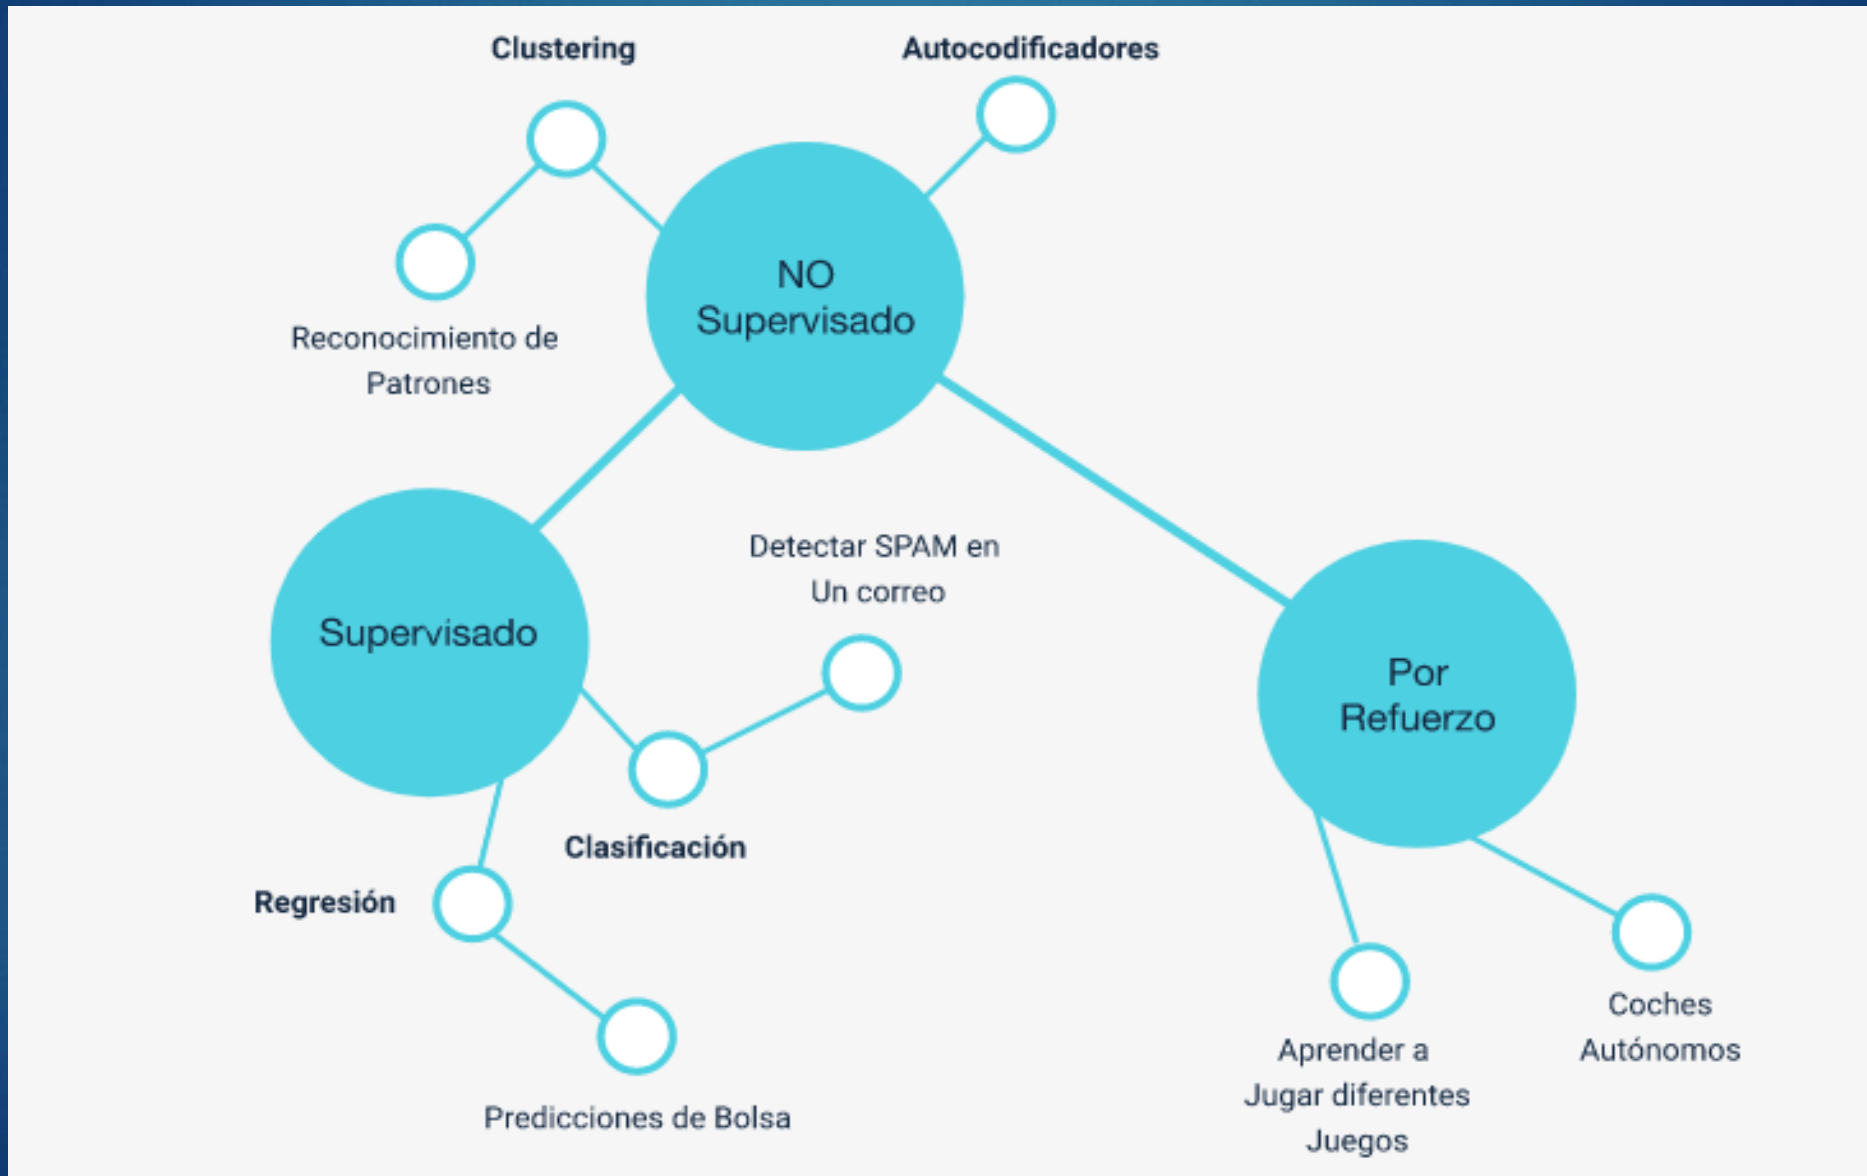 Clustering
Autocodificadores
NO
Supervisado
Reconocimiento de
Patrones
Supervisado
Detectar SPAM en
Un correo
Clasificación
Regresión
Predicciones de Bolsa
Por
Refuerzo
Aprender a
Jugar diferentes
Juegos
Coches
Autónomos